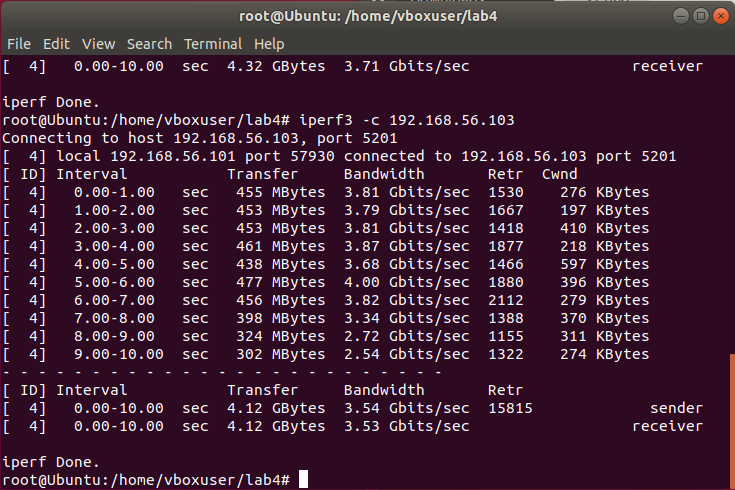 root@Ubuntu: /home/vboxuser/lab4
File Edit View Search Terminal Help
[  4]   0.00-10.00  sec  4.32 GBytes  3.71 Gbits/sec                  receiver
iperf Done.
root@Ubuntu:/home/vboxuser/lab4# iperf3 -c 192.168.56.103
Connecting to host 192.168.56.103, port 5201
[  4] local 192.168.56.101 port 57930 connected to 192.168.56.103 port 5201
[ ID] Interval           Transfer     Bandwidth       Retr  Cwnd
[  4]   0.00-1.00   sec   455 MBytes  3.81 Gbits/sec  1530    276 KBytes
[  4]   1.00-2.00   sec   453 MBytes  3.79 Gbits/sec  1667    197 KBytes
[  4]   2.00-3.00   sec   453 MBytes  3.81 Gbits/sec  1418    410 KBytes
[  4]   3.00-4.00   sec   461 MBytes  3.87 Gbits/sec  1877    218 KBytes
[  4]   4.00-5.00   sec   438 MBytes  3.68 Gbits/sec  1466    597 KBytes
[  4]   5.00-6.00   sec   477 MBytes  4.00 Gbits/sec  1880    396 KBytes
[  4]   6.00-7.00   sec   456 MBytes  3.82 Gbits/sec  2112    279 KBytes
[  4]   7.00-8.00   sec   398 MBytes  3.34 Gbits/sec  1388    370 KBytes
[  4]   8.00-9.00   sec   324 MBytes  2.72 Gbits/sec  1155    311 KBytes
[  4]   9.00-10.00  sec   302 MBytes  2.54 Gbits/sec  1322    274 KBytes
- - - - - - - - - - - - - - - - - - - - - - - - -
[ ID] Interval           Transfer     Bandwidth       Retr
[  4]   0.00-10.00  sec  4.12 GBytes  3.54 Gbits/sec  15815             sender
[  4]   0.00-10.00  sec  4.12 GBytes  3.53 Gbits/sec                  receiver
iperf Done.
root@Ubuntu:/home/vboxuser/lab4#